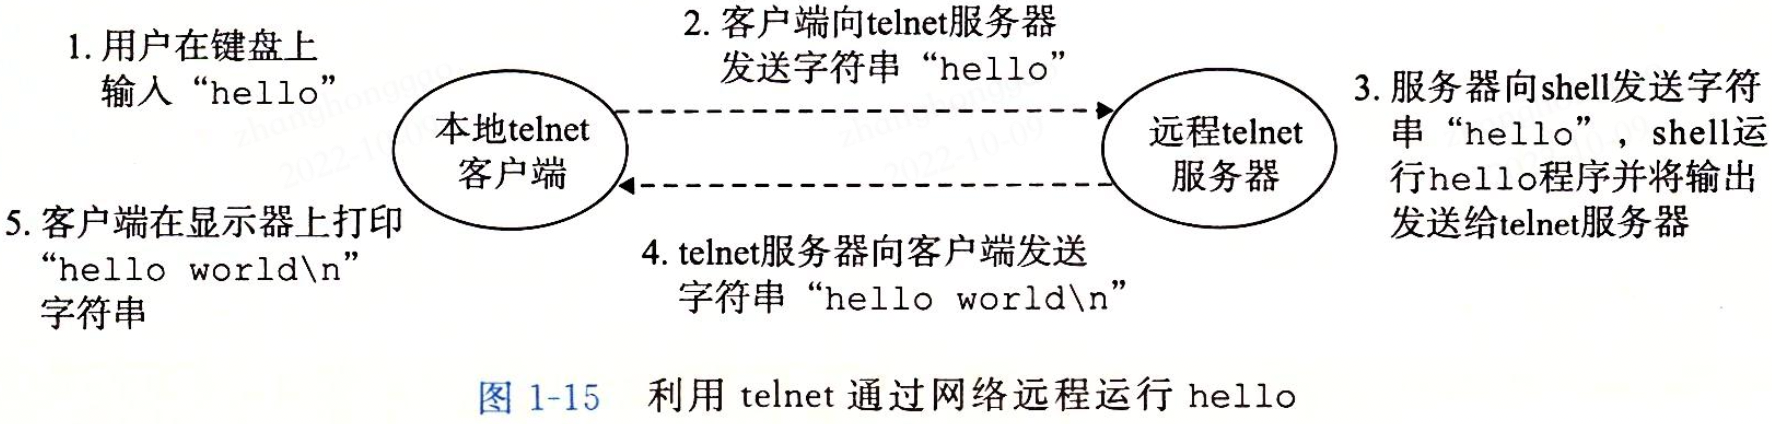 1. 用户在键盘上
输入“hello”
2. 客户端向telnet服务器
发送字符串“hello”
本地telnet
客户端
远程telnet
服务器
3. 服务器向shell发送字符
串“hello”，shell运
行hello程序并将输出
发送给telnet服务器
4. telnet服务器向客户端发送
字符串“hello world\n”
5. 客户端在显示器上打印
“hello world\n”
字符串
图 1-15 利用 telnet 通过网络远程运行 hello
2022-10-09